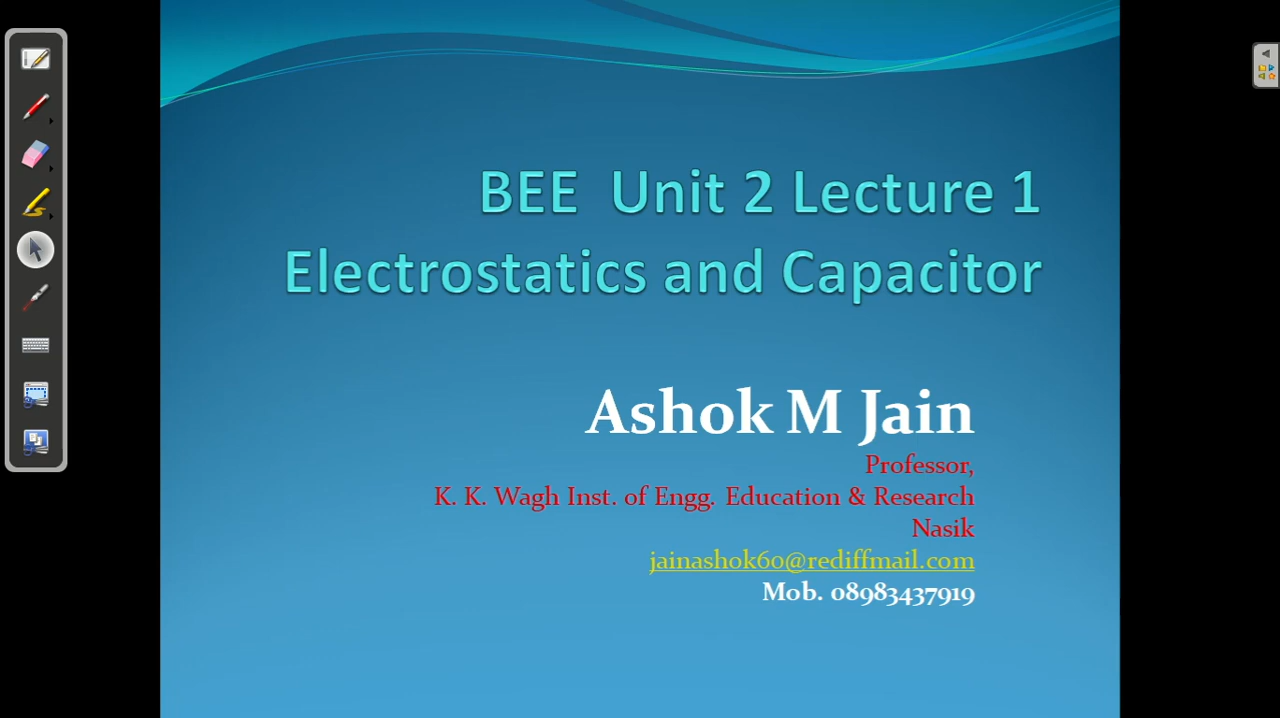 BEE Unit 2 Lecture 1
Electrostatics and Capacitor
Ashok M Jain
Professor,
K. K. Wagh Inst. of Engg. Education & Research
Nasik
jainashok60@rediffmail.com
Mob. 08983437919